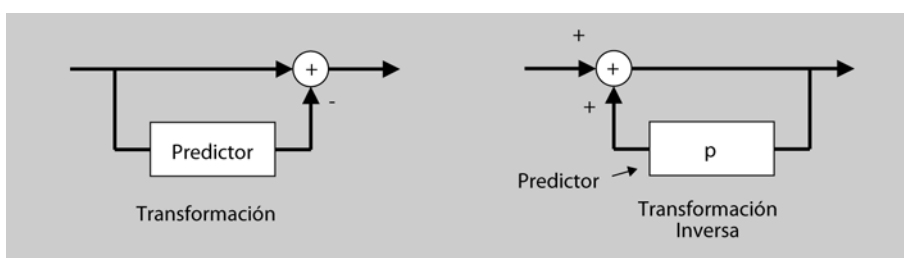 +
-
Predictor
Transformación
+
+
+
p
Predictor
Transformación
Inversa